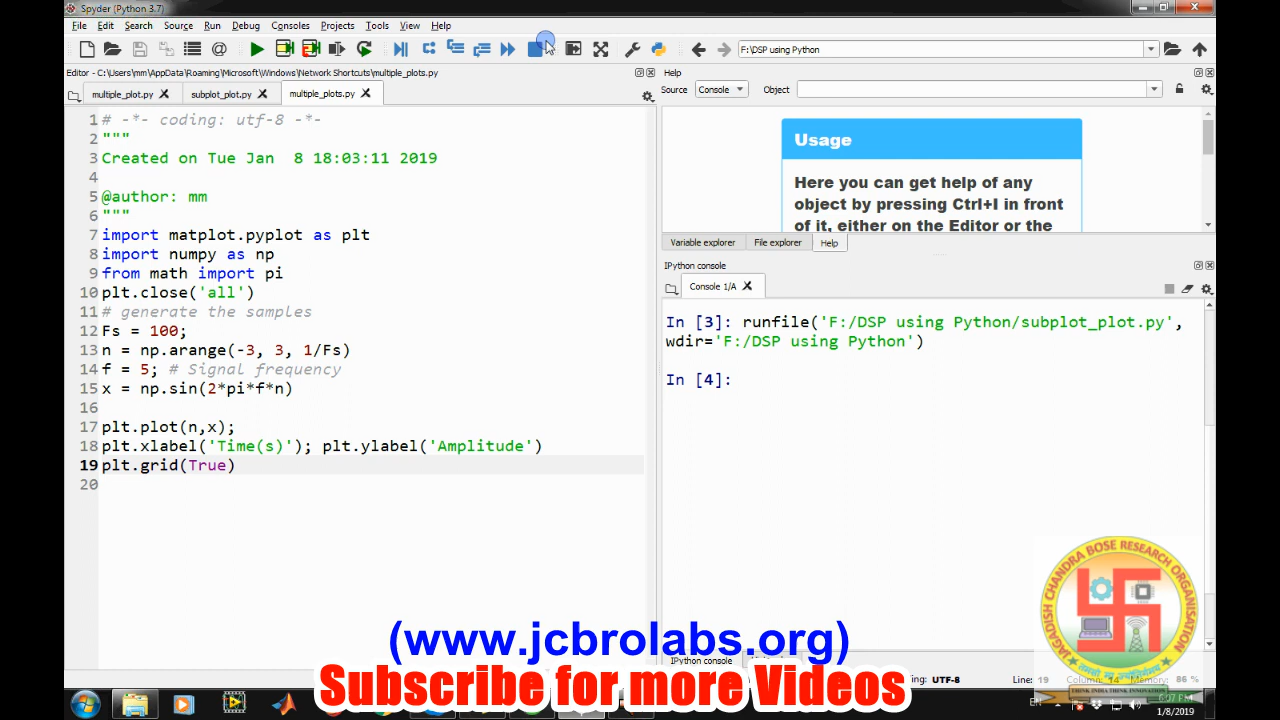 Spyder (Python 3.7)
File Edit Search Source Run Debug Consoles Projects Tools View Help
F:\DSP using Python
Editor - C:\Users\mm\AppData\Roaming\Microsoft\Windows\Network Shortcuts\multiple_plots.py
multiple_plot.py subplot_plot.py multiple_plots.py
1 # -*- coding: utf-8 -*-
2 """
3 Created on Tue Jan  8 18:03:11 2019
4
5 @author: mm
6 """
7 import matplot.pyplot as plt
8 import numpy as np
9 from math import pi
10 plt.close('all')
11 # generate the samples
12 Fs = 100;
13 n = np.arange(-3, 3, 1/Fs)
14 f = 5; # Signal frequency
15 x = np.sin(2*pi*f*n)
16
17 plt.plot(n,x);
18 plt.xlabel('Time(s)'); plt.ylabel('Amplitude')
19 plt.grid(True)
20
Help
Source Console Object
Usage
Here you can get help of any
object by pressing Ctrl+I in front
of it, either on the Editor or the
Variable explorer File explorer Help
IPython console
Console 1/A
In [3]: runfile('F:/DSP using Python/subplot_plot.py',
wdir='F:/DSP using Python')
In [4]:
JAGADISH CHANDRA BOSE RESEARCH ORGANISATION
THINK INDIA THINK INNOVATION
(www.jcbrolabs.org)
IPython console
Subscribe for more Videos
UTF-8 Line: 19 Column: 14 Memory: 86 %
EN 6:07 PM
1/8/2019